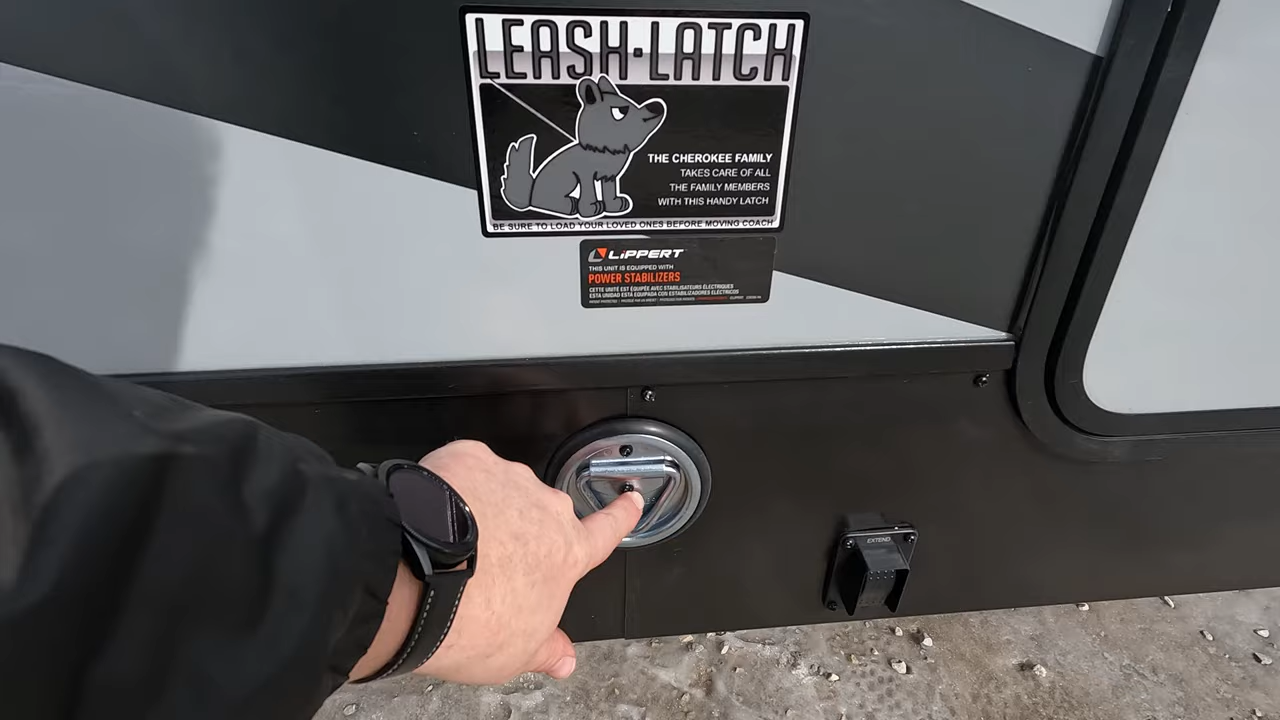 LEASH·LATCH
THE CHEROKEE FAMILY
TAKES CARE OF ALL
THE FAMILY MEMBERS
WITH THIS HANDY LATCH
BE SURE TO LOAD YOUR LOVED ONES BEFORE MOVING COACH
LIPPERT
THIS UNIT IS EQUIPPED WITH
POWER STABILIZERS
CETTE UNITÉ EST ÉQUIPÉE AVEC STABILISATEURS ÉLECTRIQUES
ESTA UNIDAD ESTÁ EQUIPADA CON ESTABILIZADORES ELÉCTRICOS
EXTEND